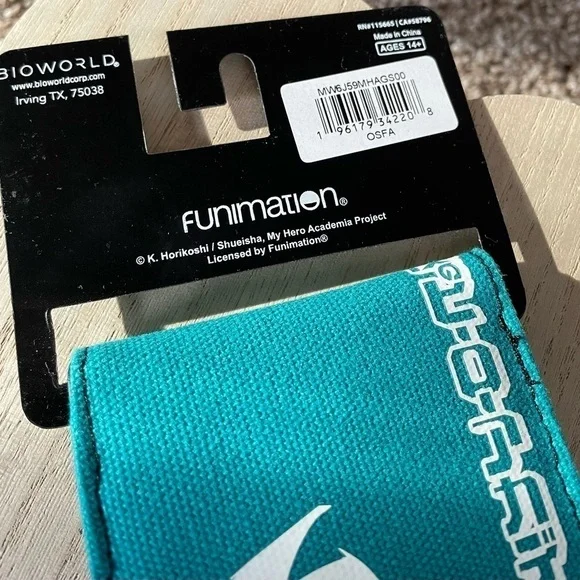 BIOWORLD®
www.bioworldcorp.com
Irving TX, 75038
RN#115665 | CA#58796
Made in China
AGES 14+
MW6J59MHAGS00
1 96179 34220 8
OSFA
FUNIMATION®
© K. Horikoshi / Shueisha, My Hero Academia Project
Licensed by Funimation®